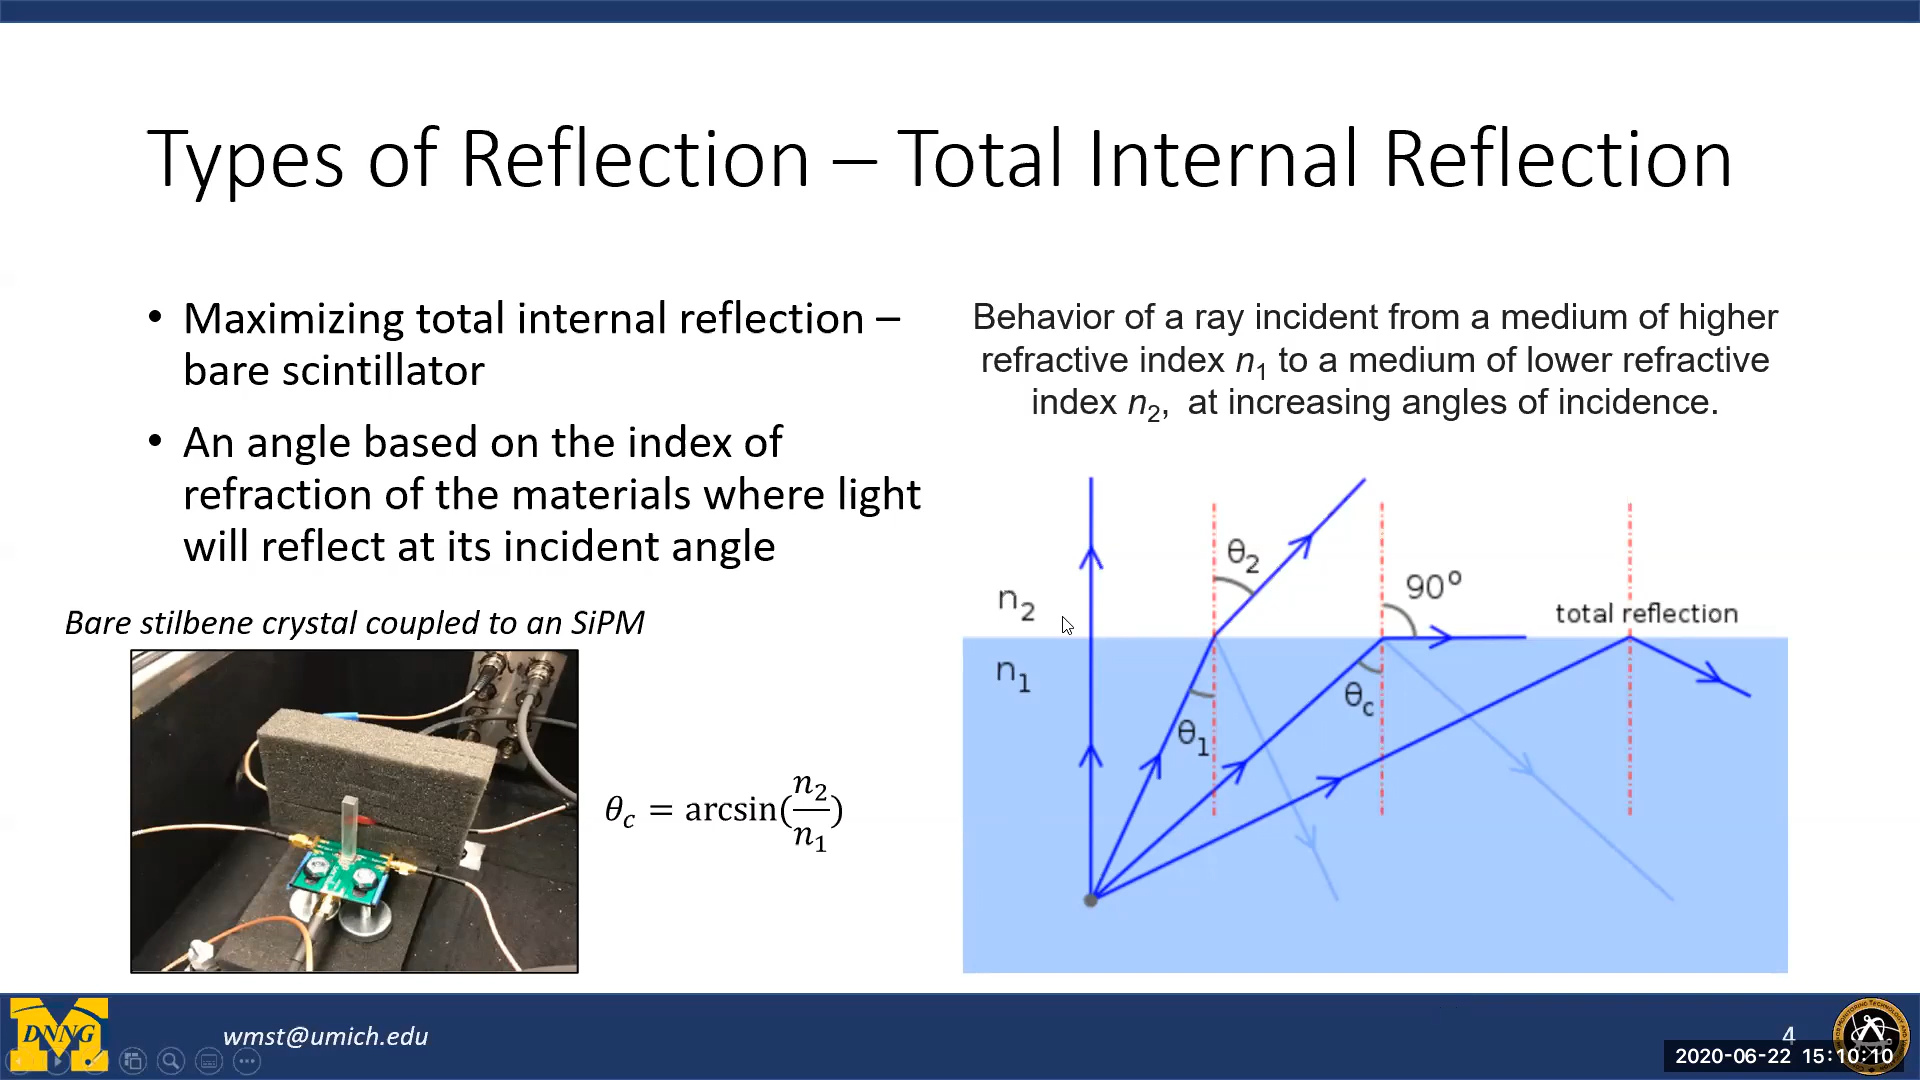 Types of Reflection – Total Internal Reflection
• Maximizing total internal reflection –
bare scintillator
• An angle based on the index of
refraction of the materials where light
will reflect at its incident angle
Bare stilbene crystal coupled to an SiPM
θc = arcsin(n2/n1)
Behavior of a ray incident from a medium of higher
refractive index n1 to a medium of lower refractive
index n2, at increasing angles of incidence.
n2
n1
θ2
θ1
90°
θc
total reflection
DNNG
wmst@umich.edu
4
2020-06-22 15:10:10